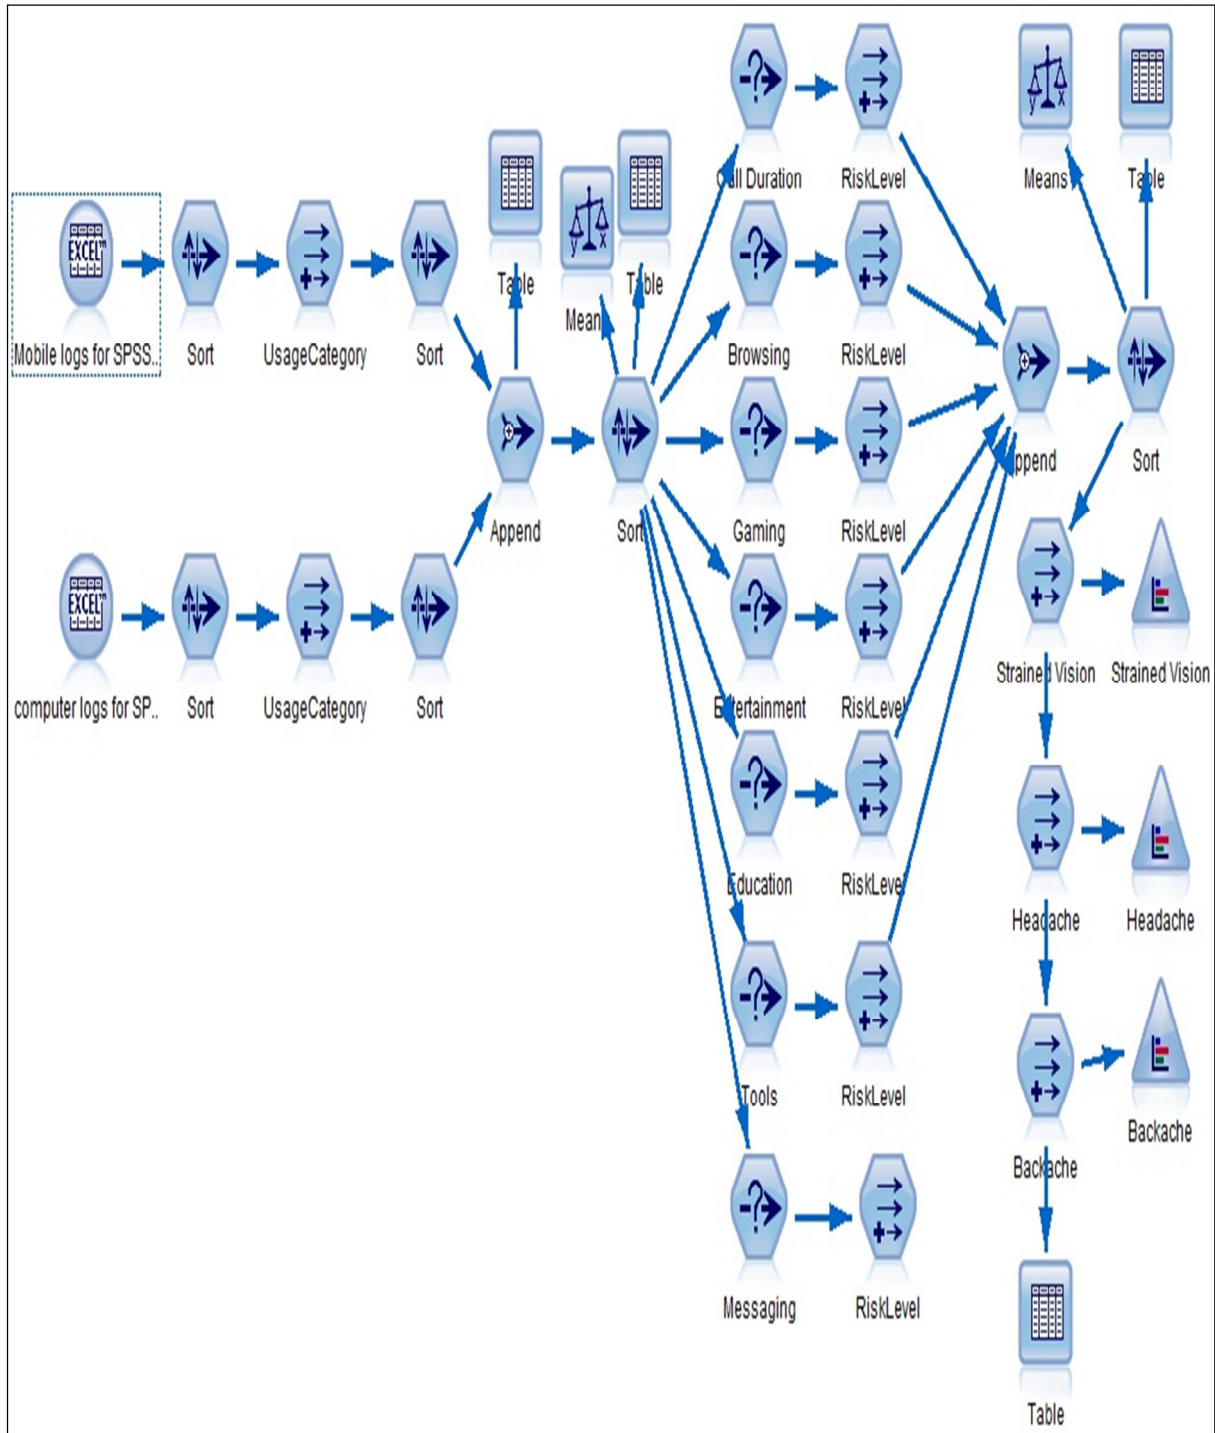 Call Duration
RiskLevel
Means
Table
EXCEL
Mobile logs for SPSS..
Sort
UsageCategory
Sort
Table
y
x
Mean
Table
Browsing
RiskLevel
Append
Sort
Gaming
RiskLevel
Append
Sort
EXCEL
computer logs for SP..
Sort
UsageCategory
Sort
Entertainment
RiskLevel
Strained Vision
Strained Vision
Education
RiskLevel
Headache
Headache
Tools
RiskLevel
Backache
Backache
Messaging
RiskLevel
Table